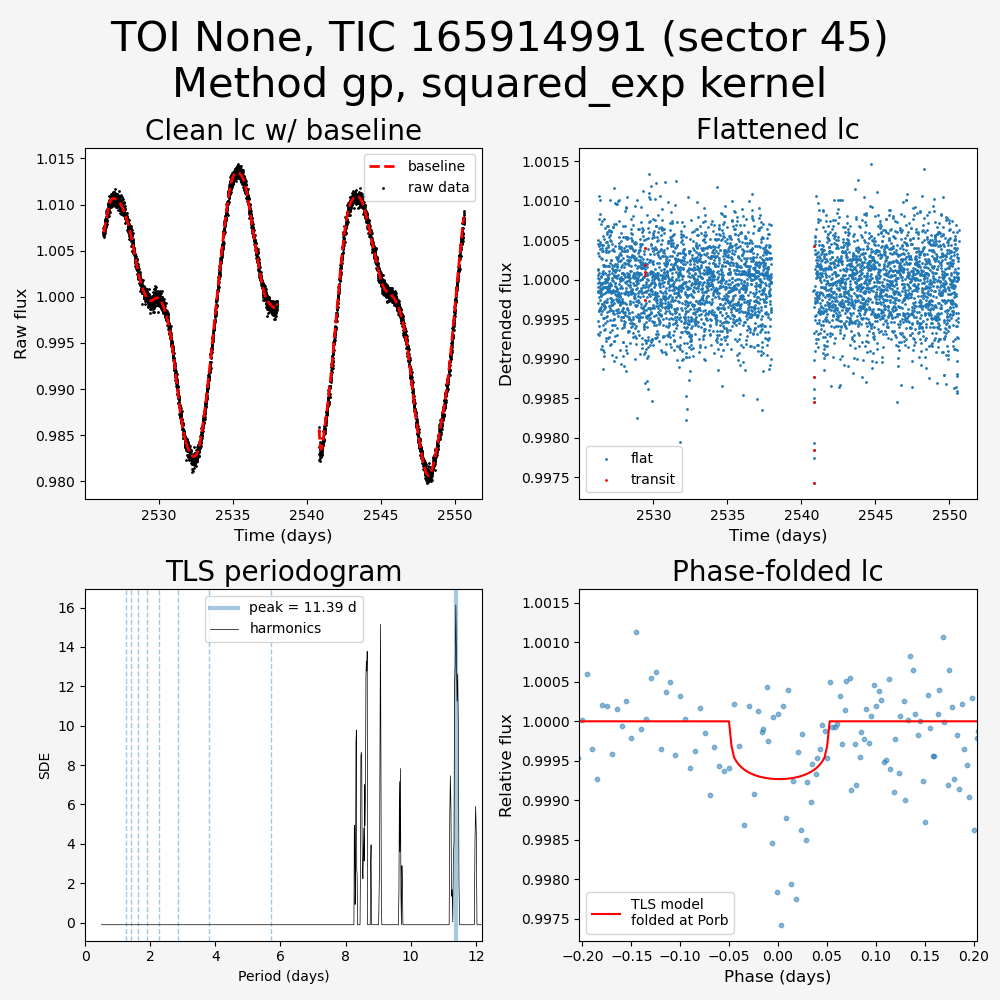 TOI None, TIC 165914991 (sector 45)
Method gp, squared_exp kernel
Clean lc w/ baseline
1.015
1.010
1.005
1.000
0.995
0.990
0.985
0.980
Raw flux
baseline
raw data
2530
2535
2540
2545
2550
Time (days)
Flattened lc
1.0015
1.0010
1.0005
1.0000
0.9995
0.9990
0.9985
0.9980
0.9975
Detrended flux
flat
transit
2530
2535
2540
2545
2550
Time (days)
TLS periodogram
16
14
12
10
8
6
4
2
0
SDE
peak = 11.39 d
harmonics
0
2
4
6
8
10
12
Period (days)
Phase-folded lc
1.0015
1.0010
1.0005
1.0000
0.9995
0.9990
0.9985
0.9980
0.9975
Relative flux
TLS model
folded at Porb
−0.20
−0.15
−0.10
−0.05
0.00
0.05
0.10
0.15
0.20
Phase (days)